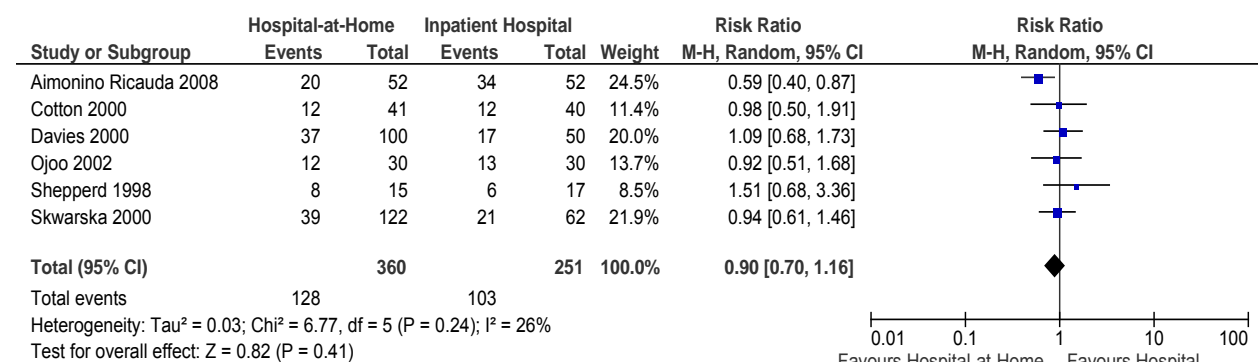 Hospital-at-Home Inpatient Hospital Risk Ratio Risk Ratio
Study or Subgroup Events Total Events Total Weight M-H, Random, 95% CI M-H, Random, 95% CI
Aimonino Ricauda 2008 20 52 34 52 24.5% 0.59 [0.40, 0.87]
Cotton 2000 12 41 12 40 11.4% 0.98 [0.50, 1.91]
Davies 2000 37 100 17 50 20.0% 1.09 [0.68, 1.73]
Ojoo 2002 12 30 13 30 13.7% 0.92 [0.51, 1.68]
Shepperd 1998 8 15 6 17 8.5% 1.51 [0.68, 3.36]
Skwarska 2000 39 122 21 62 21.9% 0.94 [0.61, 1.46]
Total (95% CI) 360 251 100.0% 0.90 [0.70, 1.16]
Total events 128 103
Heterogeneity: Tau² = 0.03; Chi² = 6.77, df = 5 (P = 0.24); I² = 26%
Test for overall effect: Z = 0.82 (P = 0.41)
0.01 0.1 1 10 100
Favours Hospital at Home Favours Hospital